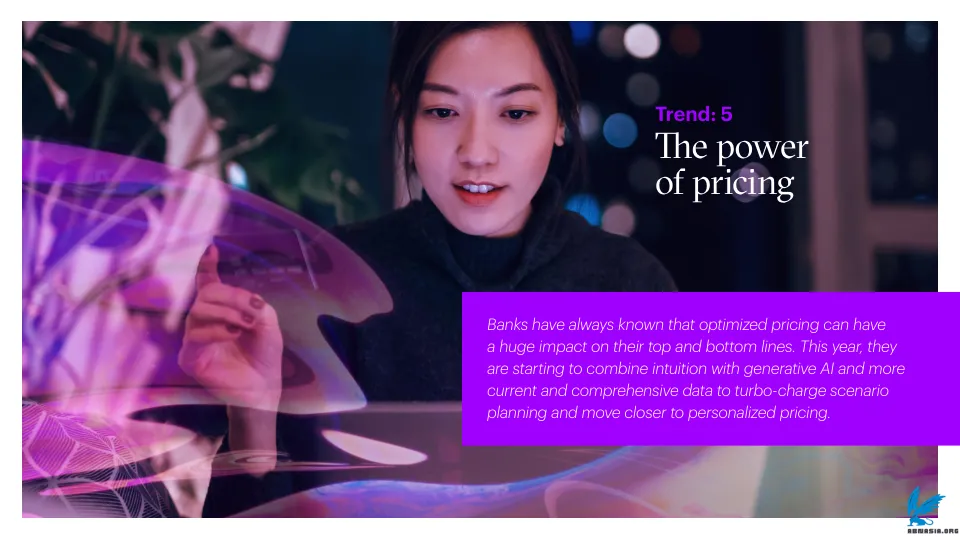 Trend: 5
The power
of pricing
Banks have always known that optimized pricing can have
a huge impact on their top and bottom lines. This year, they
are starting to combine intuition with generative AI and more
current and comprehensive data to turbo-charge scenario
planning and move closer to personalized pricing.
ABNASIA.ORG